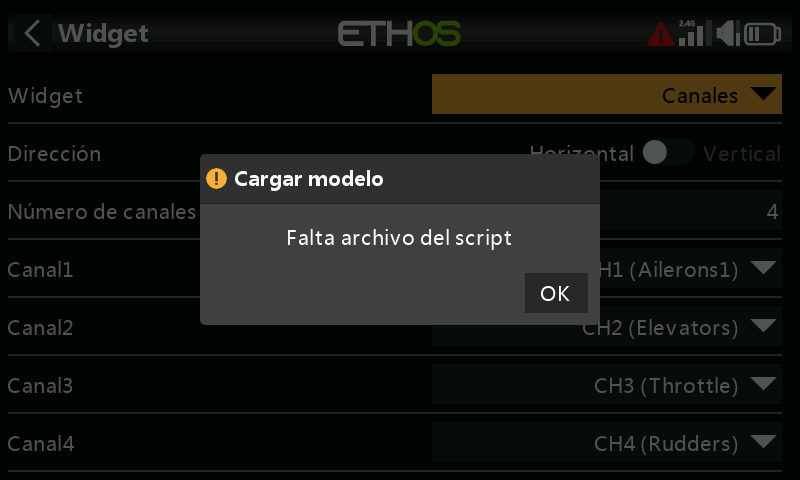 Widget
ETHOS
2.4G
Widget
Canales
Dirección
Horizontal
Vertical
Cargar modelo
Número de canales
4
Falta archivo del script
Canal1
H1 (Ailerons1)
OK
Canal2
CH2 (Elevators)
Canal3
CH3 (Throttle)
Canal4
CH4 (Rudders)